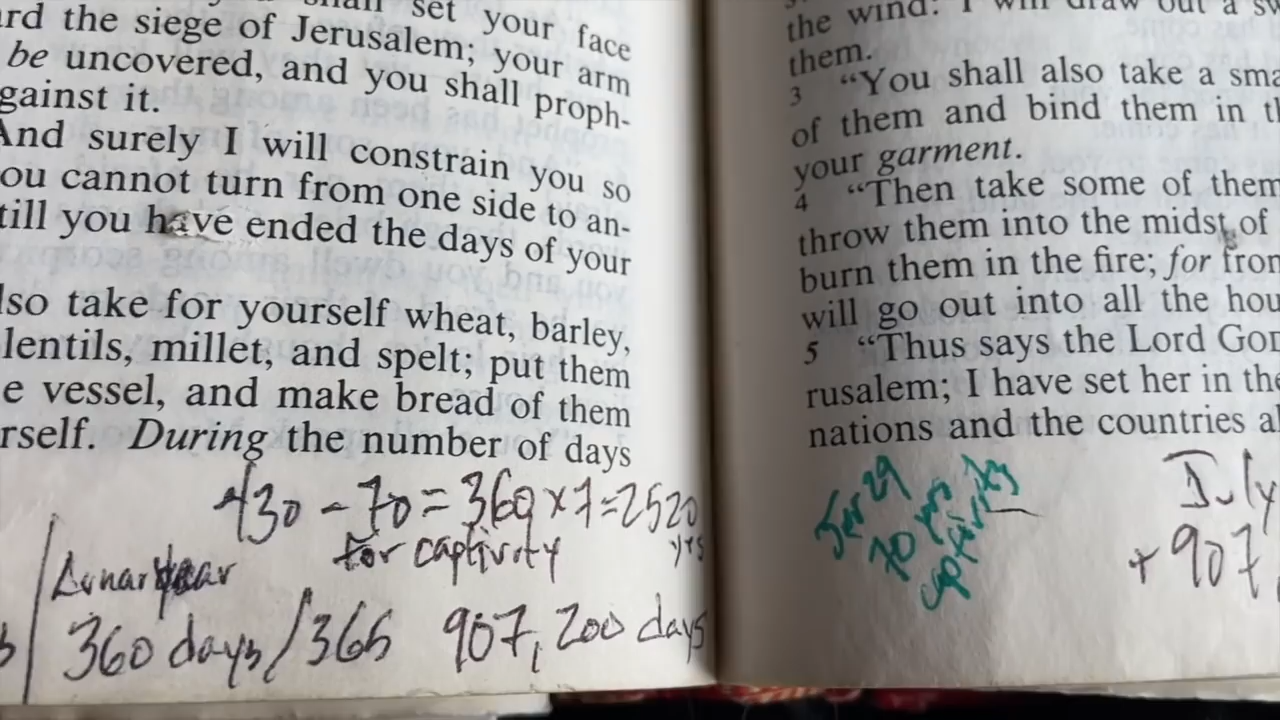 set your face
rd the siege of Jerusalem; your arm
be uncovered, and you shall proph-
gainst it.
And surely I will constrain you so
ou cannot turn from one side to an-
till you have ended the days of your
lso take for yourself wheat, barley,
lentils, millet, and spelt; put them
e vessel, and make bread of them
rself. During the number of days
430 - 70 = 360 x 7 = 2520
for captivity yrs
Lunar year
360 days / 365 907,200 days
the wind: I will draw out a sw
them.
3 “You shall also take a sma
of them and bind them in th
your garment.
4 “Then take some of them
throw them into the midst of
burn them in the fire; for from
will go out into all the hou
5 “Thus says the Lord GOD
rusalem; I have set her in the
nations and the countries al
Jer 29
70 yrs
captivity
July
+ 907